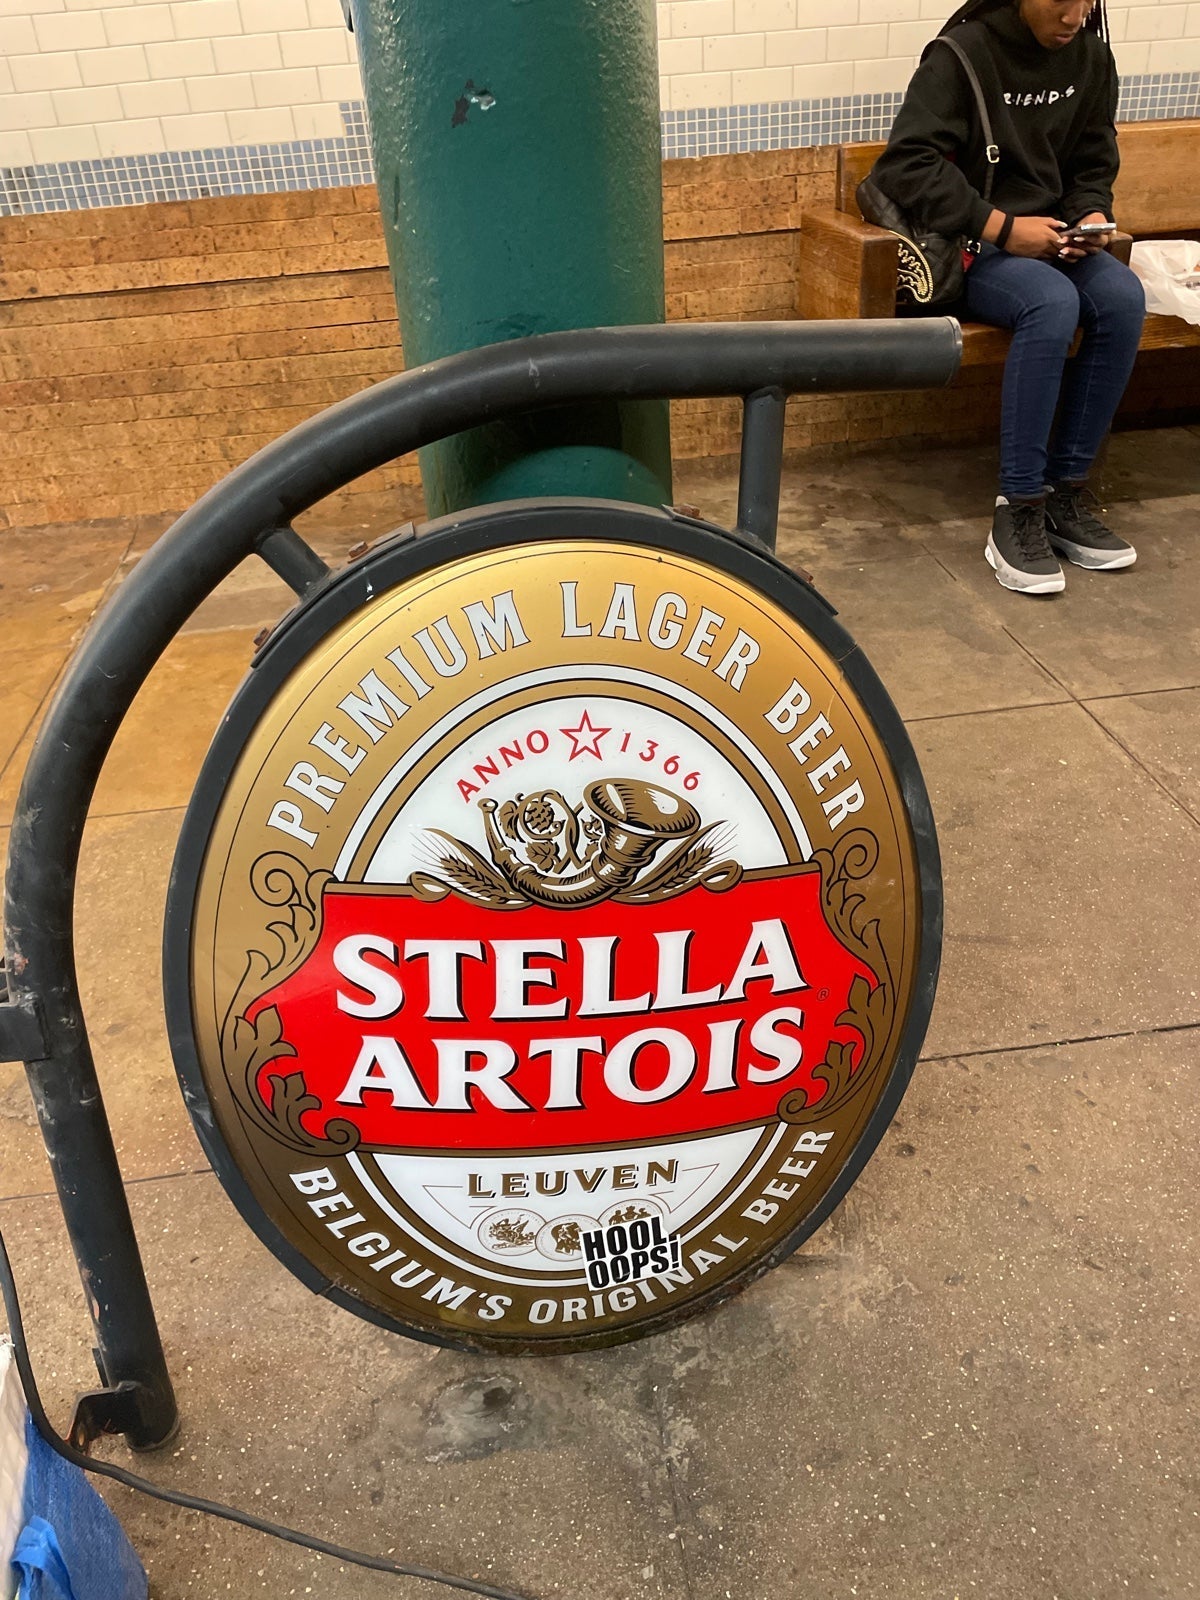 R·I·E·N·D·S
PREMIUM LAGER BEER
ANNO ☆ 1366
STELLA
ARTOIS®
LEUVEN
HOOL,
OOPS!
BELGIUM'S ORIGINAL BEER